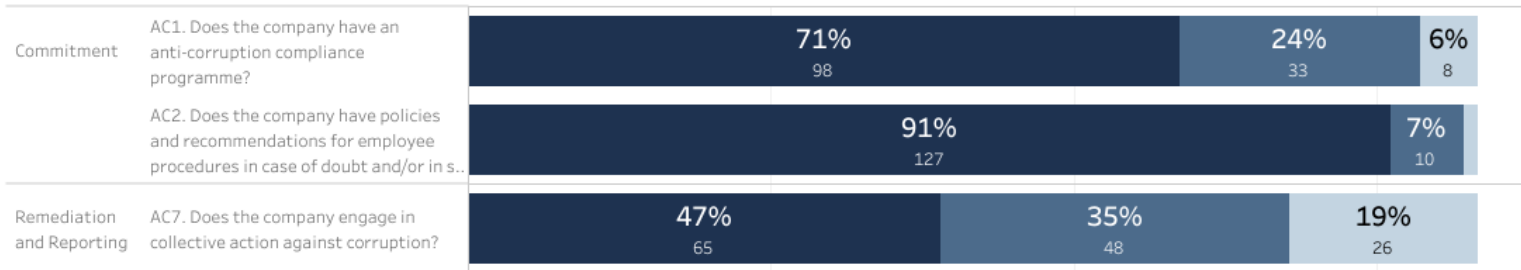 Commitment
AC1. Does the company have an
anti-corruption compliance
programme?
71%
98
24%
33
6%
8
AC2. Does the company have policies
and recommendations for employee
procedures in case of doubt and/or in s..
91%
127
7%
10
Remediation
and Reporting
AC7. Does the company engage in
collective action against corruption?
47%
65
35%
48
19%
26